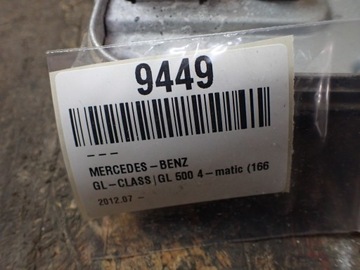 9449
---
MERCEDES-BENZ
GL-CLASS|GL 500 4-matic (166
2012.07 -